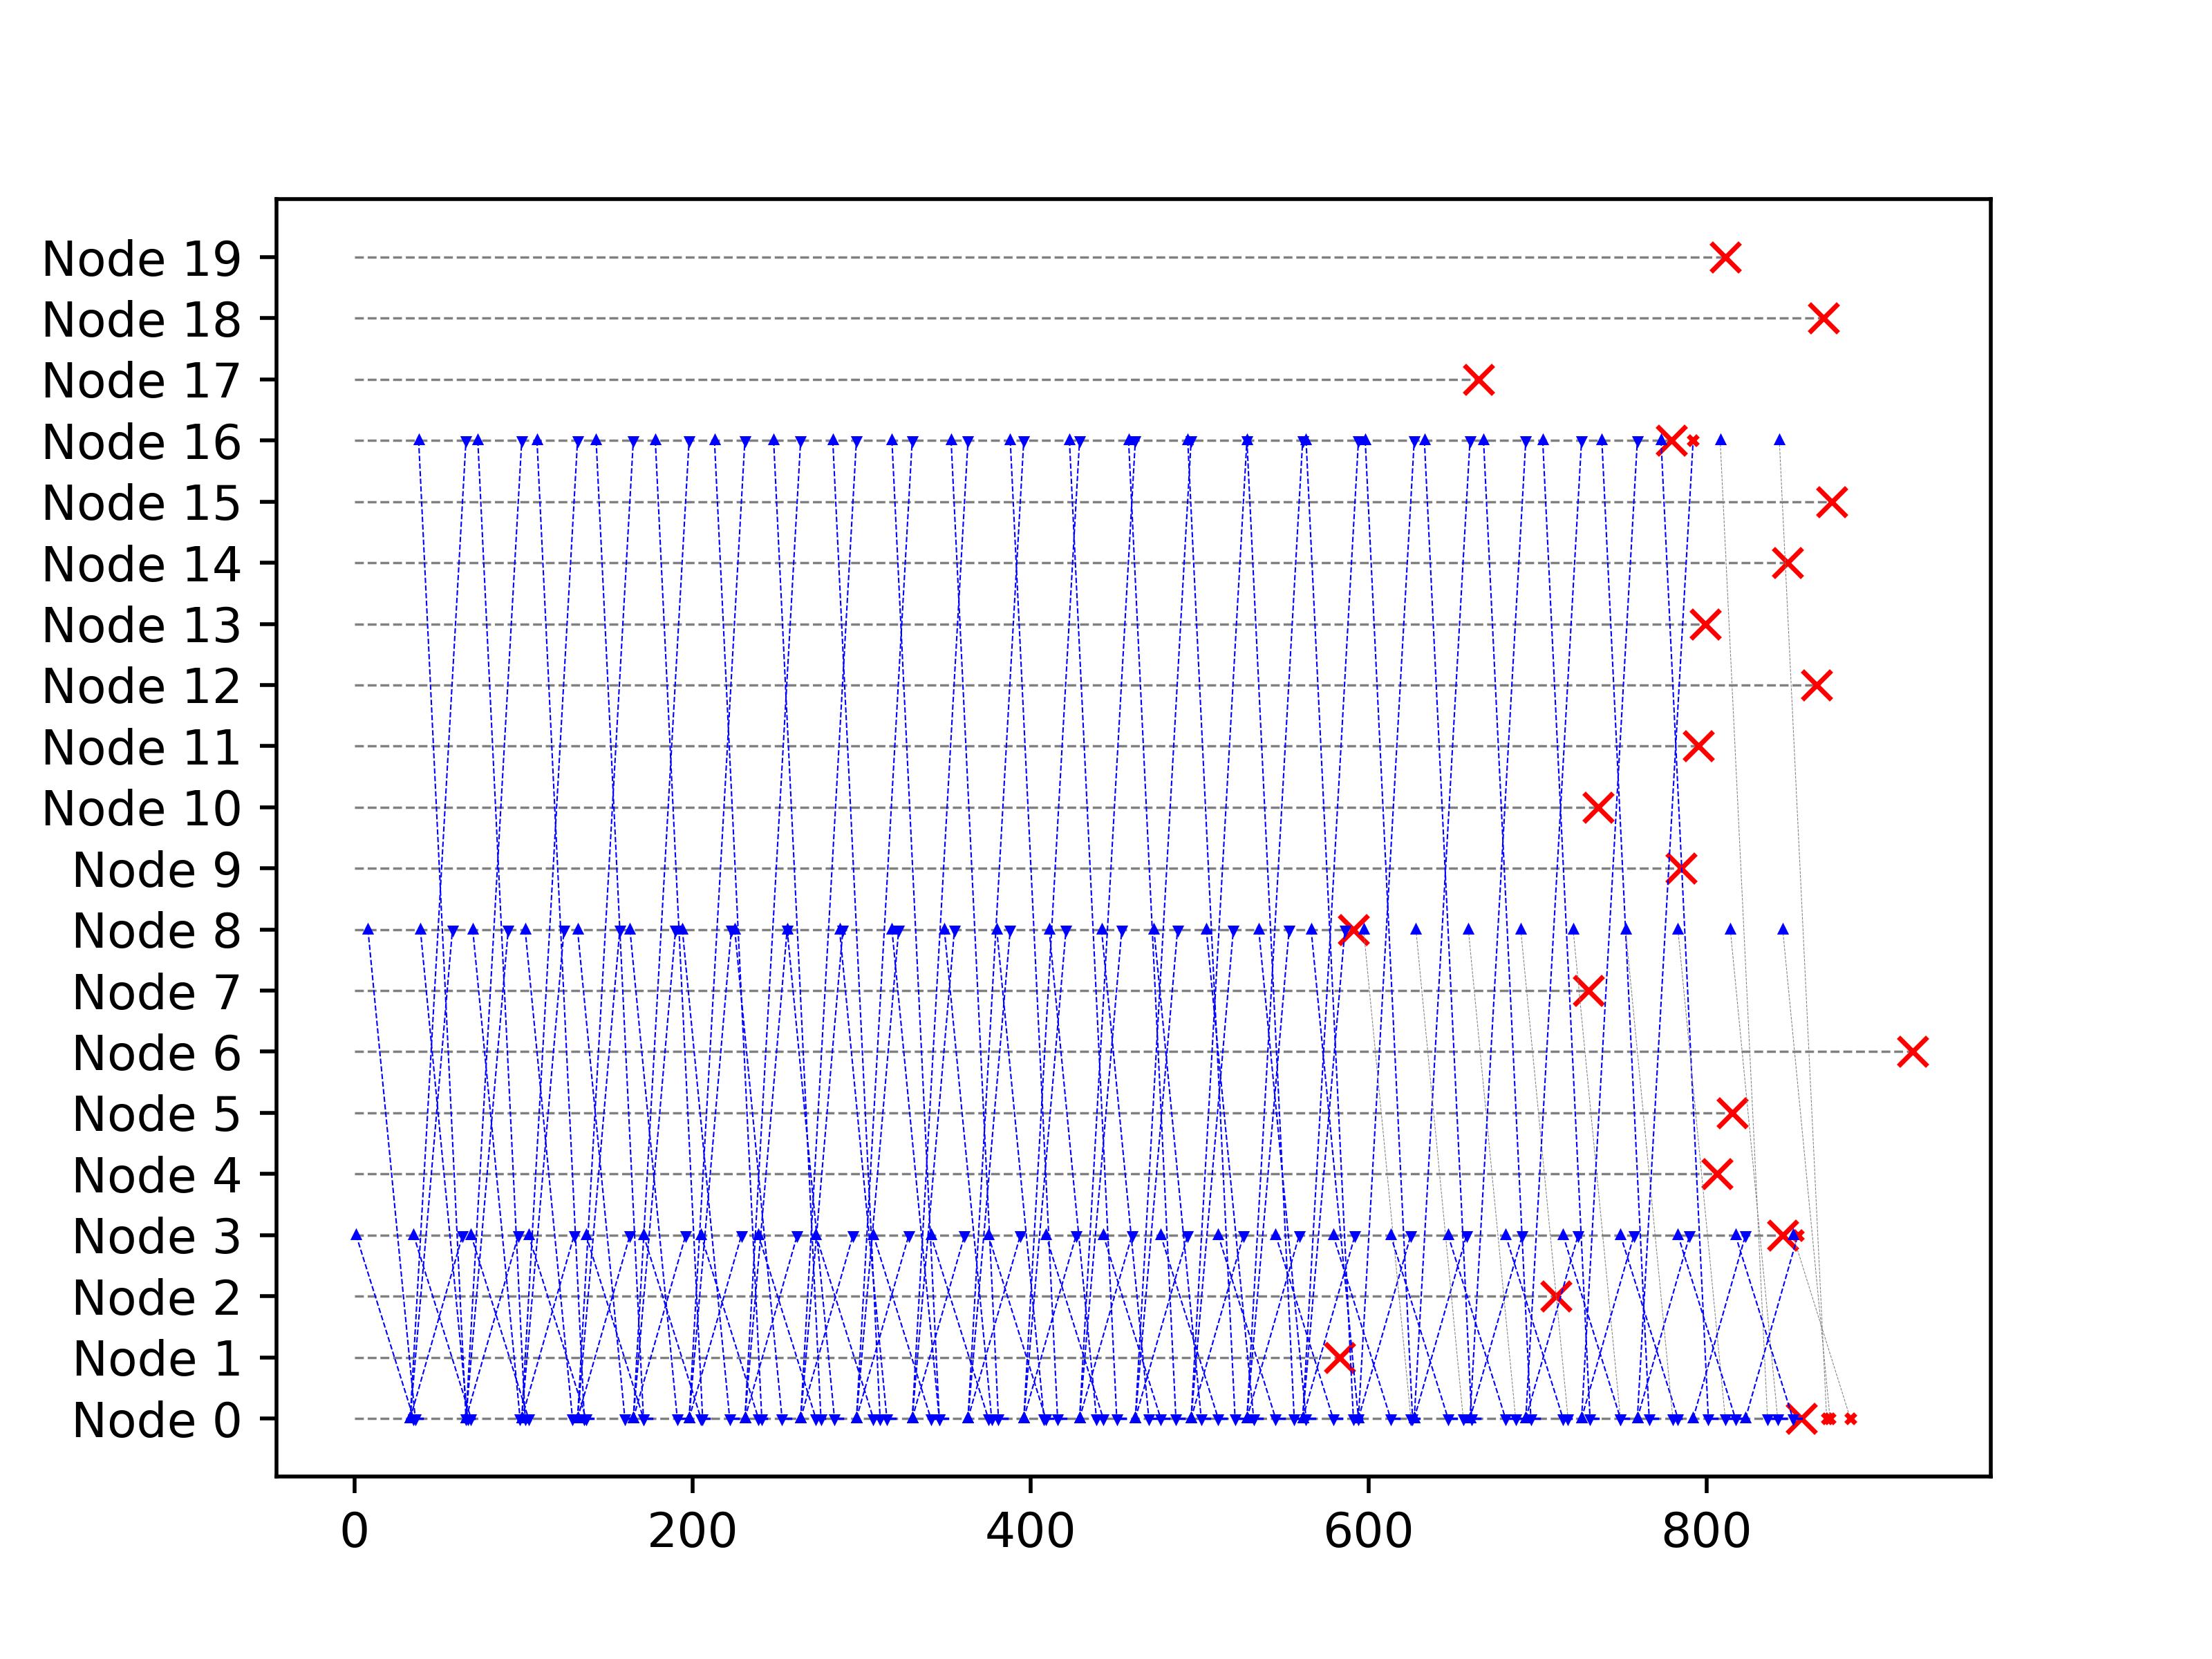 Node 19
Node 18
Node 17
Node 16
Node 15
Node 14
Node 13
Node 12
Node 11
Node 10
Node 9
Node 8
Node 7
Node 6
Node 5
Node 4
Node 3
Node 2
Node 1
Node 0
0 200 400 600 800